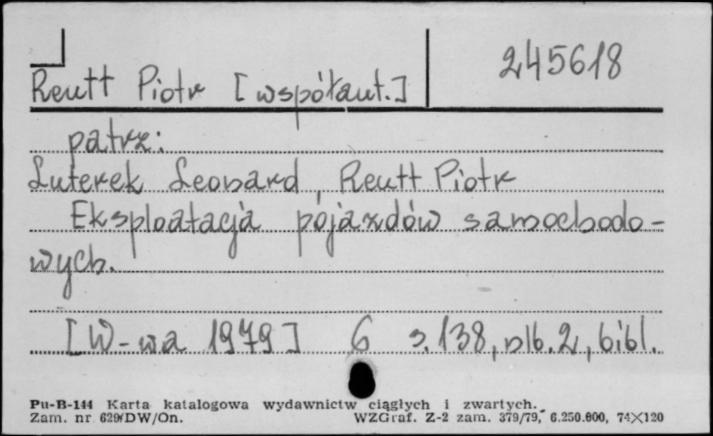 245618
Reutt Piotr [współaut.]
patrz:
Luterek Leonard, Reutt Piotr
Eksploatacja pojazdów samochodo-
wych.
[W-wa 1979] 6 s. 138, nlb. 2, bibl.
Pu-B-144 Karta katalogowa wydawnictw ciągłych i zwartych.
Zam. nr 629/DW/On. WZGraf. Z-2 zam. 379/79, 6.250.000, 74×120